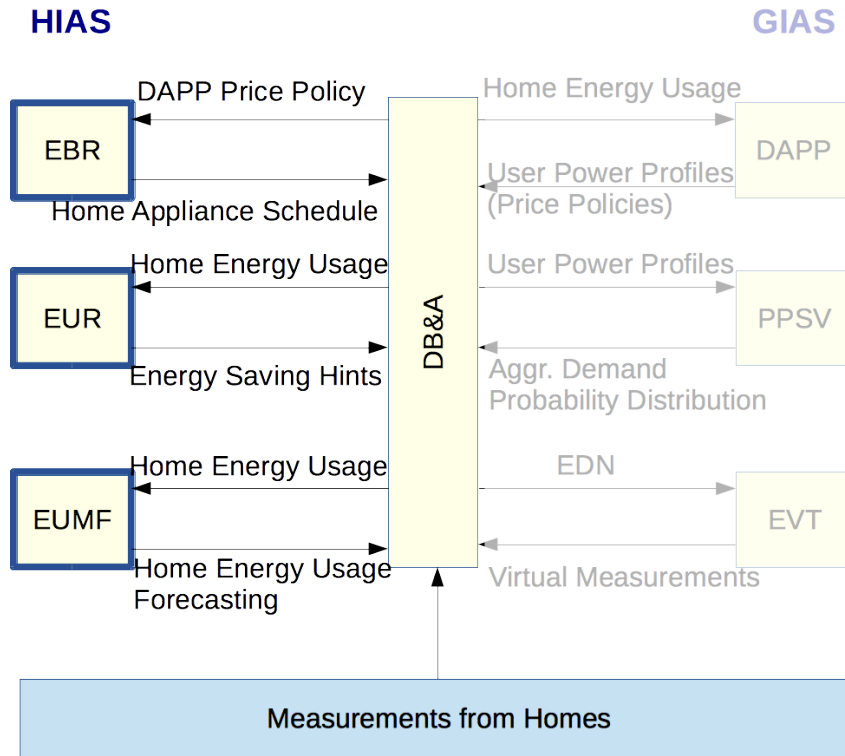 HIAS
GIAS
DAPP Price Policy
Home Energy Usage
EBR
DAPP
User Power Profiles
(Price Policies)
Home Appliance Schedule
Home Energy Usage
User Power Profiles
EUR
DB&A
PPSV
Energy Saving Hints
Aggr. Demand
Probability Distribution
Home Energy Usage
EDN
EUMF
EVT
Home Energy Usage
Forecasting
Virtual Measurements
Measurements from Homes